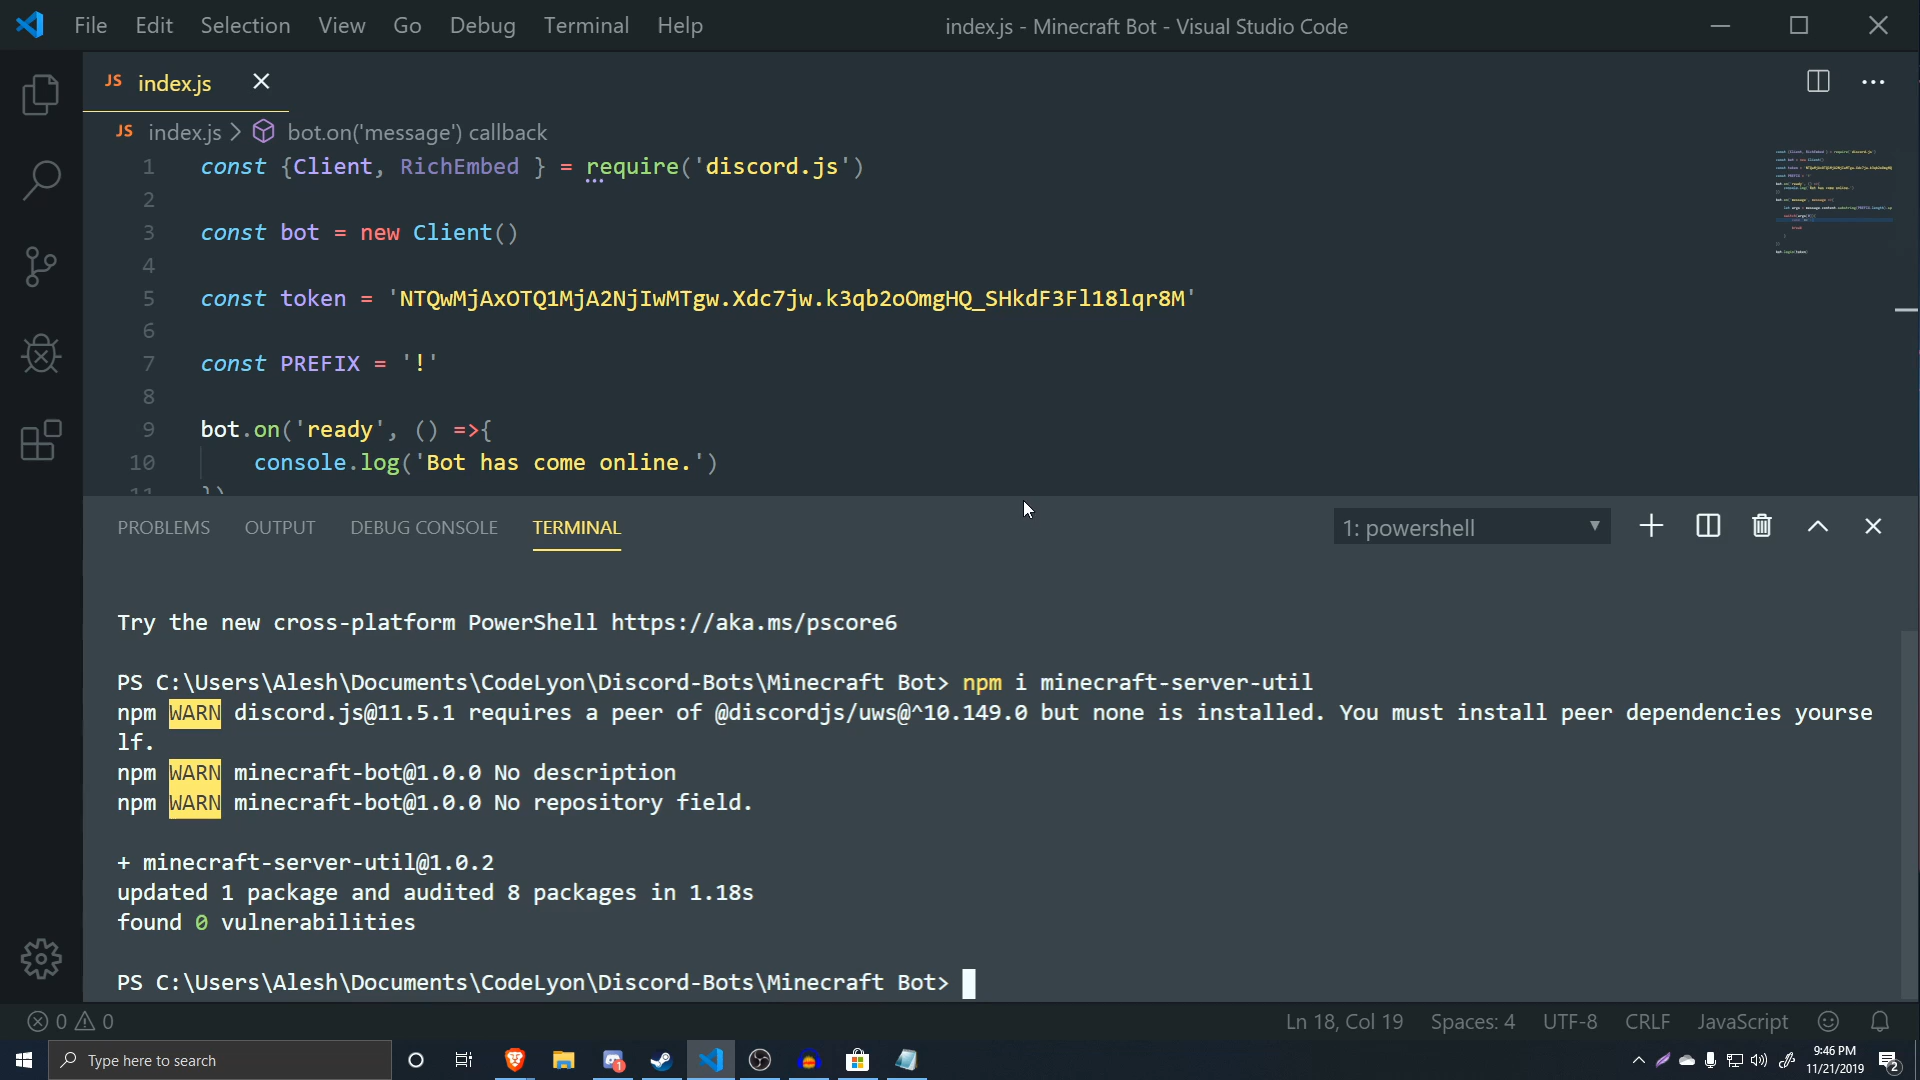 File Edit Selection View Go Debug Terminal Help
index.js - Minecraft Bot - Visual Studio Code
JS index.js
JS index.js > bot.on('message') callback
1 const {Client, RichEmbed } = require('discord.js')
2
3 const bot = new Client()
4
5 const token = 'NTQwMjAxOTQ1MjA2NjIwMTgw.Xdc7jw.k3qb2oOmgHQ_SHkdF3Fl18lqr8M'
6
7 const PREFIX = '!'
8
9 bot.on('ready', () =>{
10 console.log('Bot has come online.')
11 })
PROBLEMS OUTPUT DEBUG CONSOLE TERMINAL
1: powershell
Try the new cross-platform PowerShell https://aka.ms/pscore6
PS C:\Users\Alesh\Documents\CodeLyon\Discord-Bots\Minecraft Bot> npm i minecraft-server-util
npm WARN discord.js@11.5.1 requires a peer of @discordjs/uws@^10.149.0 but none is installed. You must install peer dependencies yourse
lf.
npm WARN minecraft-bot@1.0.0 No description
npm WARN minecraft-bot@1.0.0 No repository field.
+ minecraft-server-util@1.0.2
updated 1 package and audited 8 packages in 1.18s
found 0 vulnerabilities
PS C:\Users\Alesh\Documents\CodeLyon\Discord-Bots\Minecraft Bot>
0 0
Ln 18, Col 19 Spaces: 4 UTF-8 CRLF JavaScript
Type here to search
1
9:46 PM
11/21/2019
2